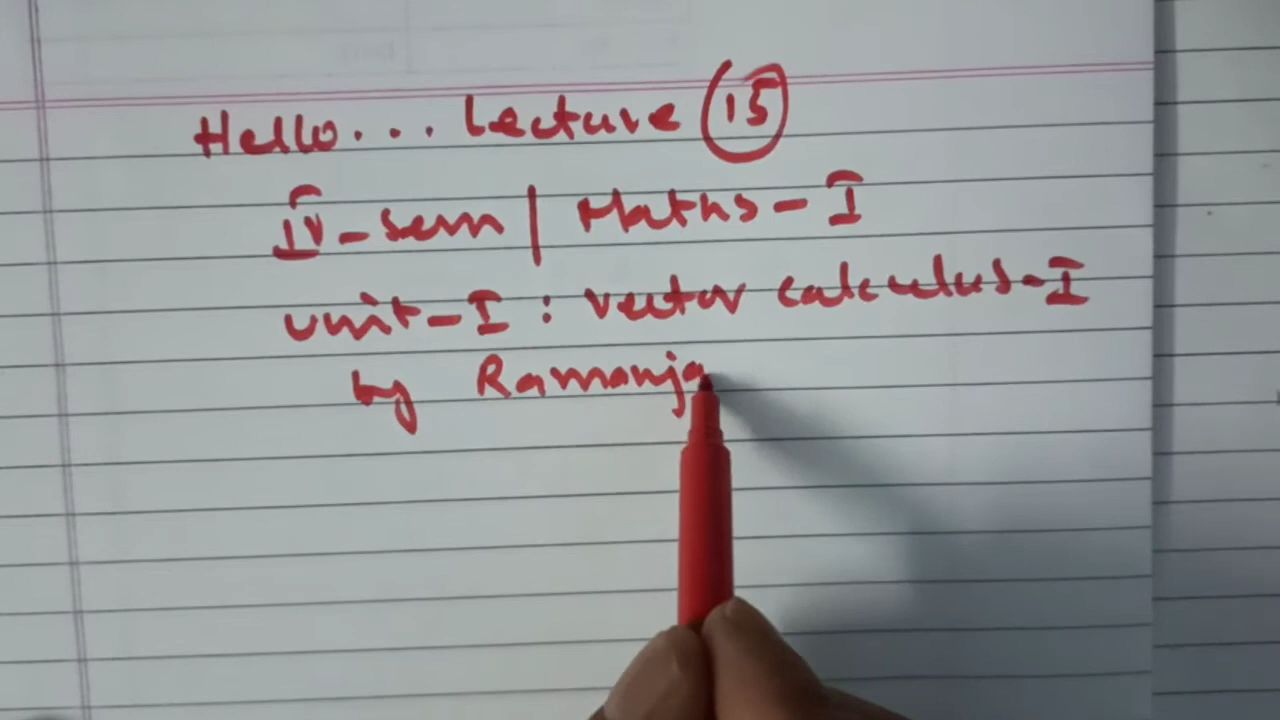 Hello... Lecture 15
IV-sem | Maths-I
unit-I : vector calculus-I
by Ramanja